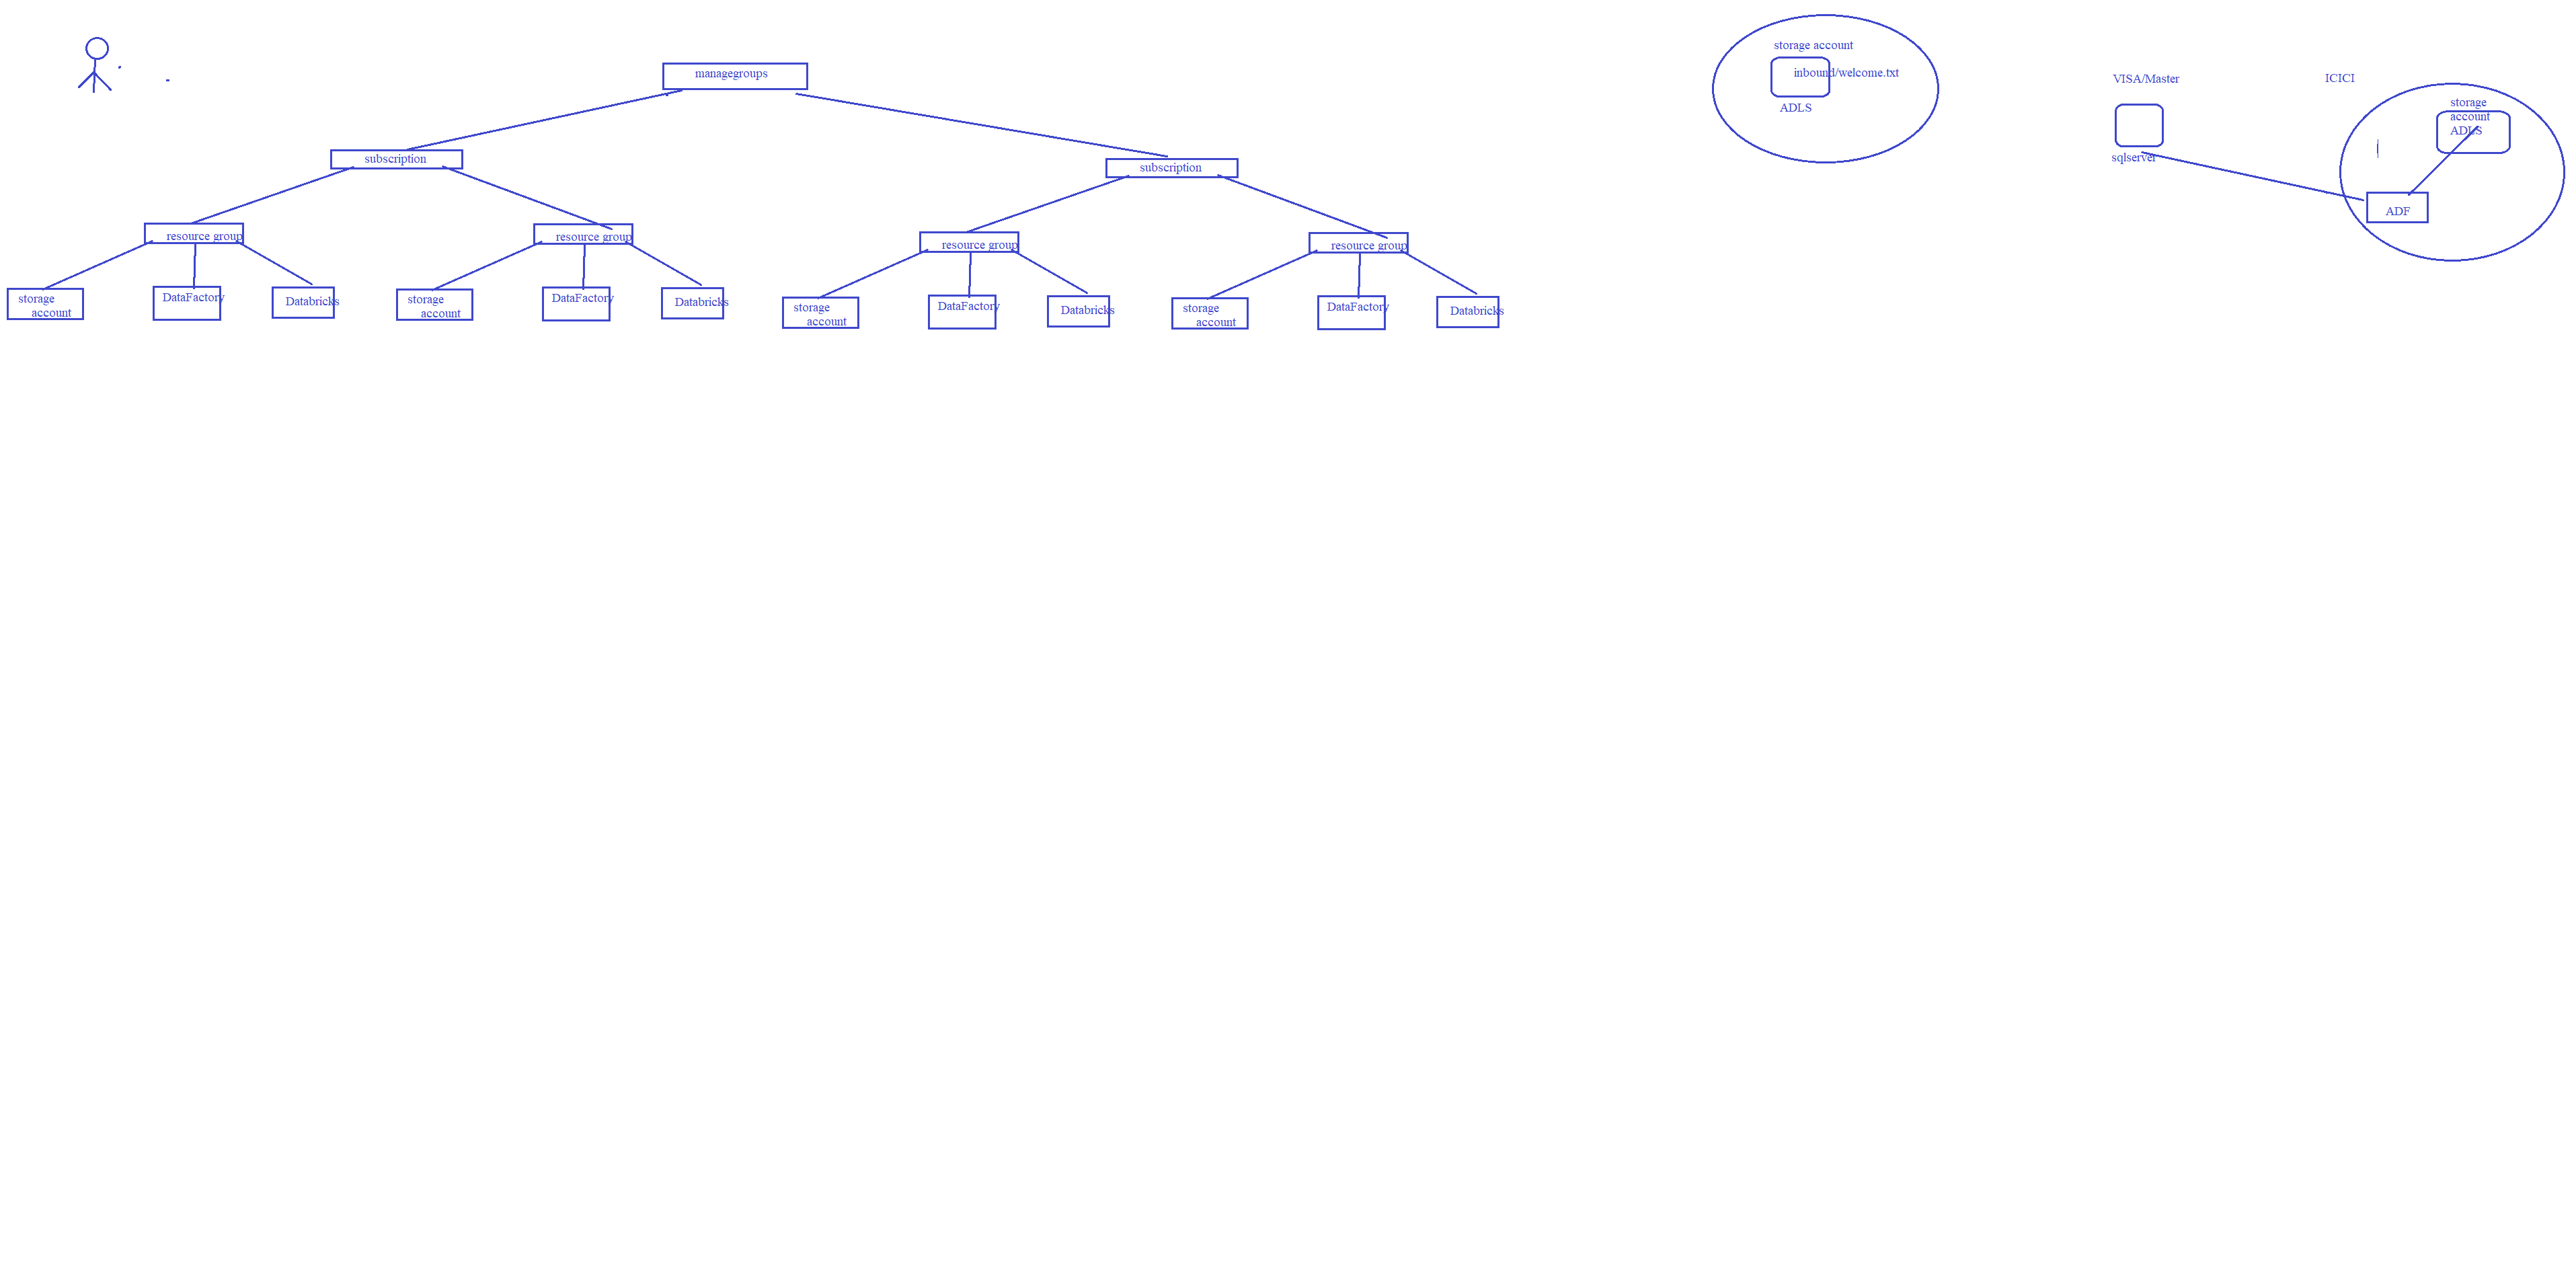 managegroups
subscription
subscription
resource group
resource group
resource group
resource group
storage
account
DataFactory
Databricks
storage
account
DataFactory
Databricks
storage
account
DataFactory
Databricks
storage
account
DataFactory
Databricks
storage account
inbound/welcome.txt
ADLS
VISA/Master
sqlserver
ICICI
storage
account
ADLS
ADF